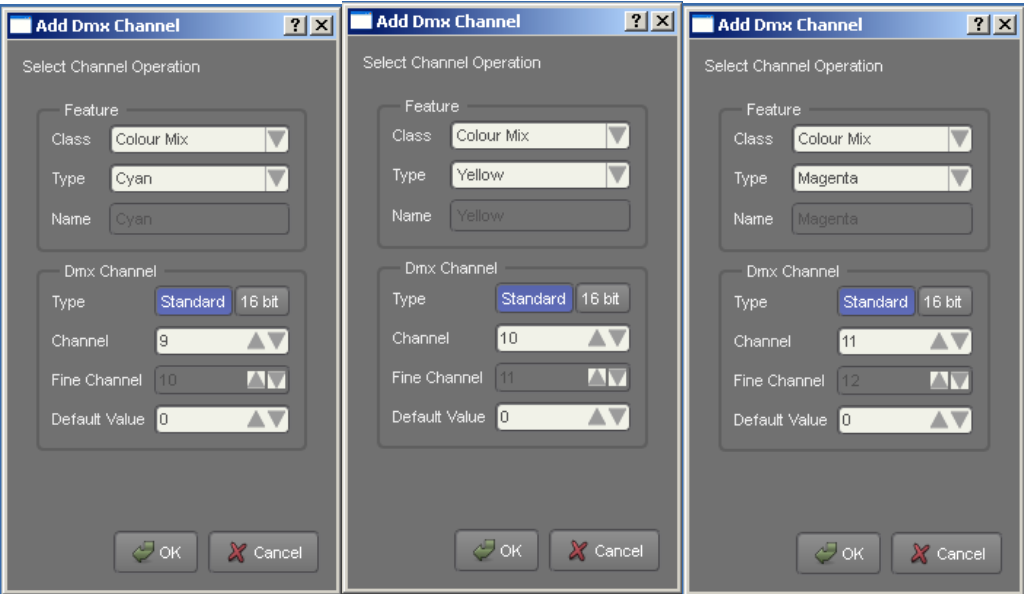 Add Dmx Channel ?
Select Channel Operation
Feature
Class Colour Mix
Type Cyan
Name Cyan
Dmx Channel
Type Standard 16 bit
Channel 9
Fine Channel 10
Default Value 0
OK Cancel
Add Dmx Channel ?
Select Channel Operation
Feature
Class Colour Mix
Type Yellow
Name Yellow
Dmx Channel
Type Standard 16 bit
Channel 10
Fine Channel 11
Default Value 0
OK Cancel
Add Dmx Channel ?
Select Channel Operation
Feature
Class Colour Mix
Type Magenta
Name Magenta
Dmx Channel
Type Standard 16 bit
Channel 11
Fine Channel 12
Default Value 0
OK Cancel